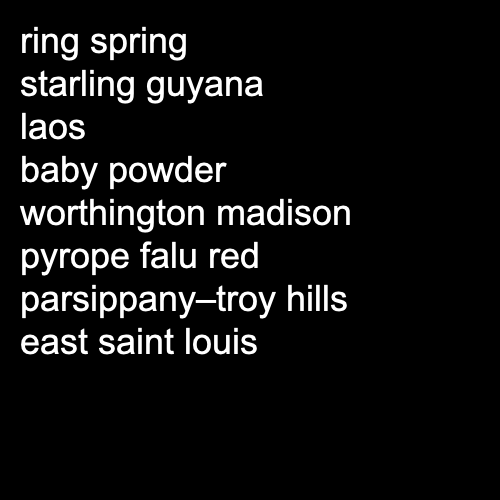 ring spring
starling guyana
laos
baby powder
worthington madison
pyrope falu red
parsippany–troy hills
east saint louis